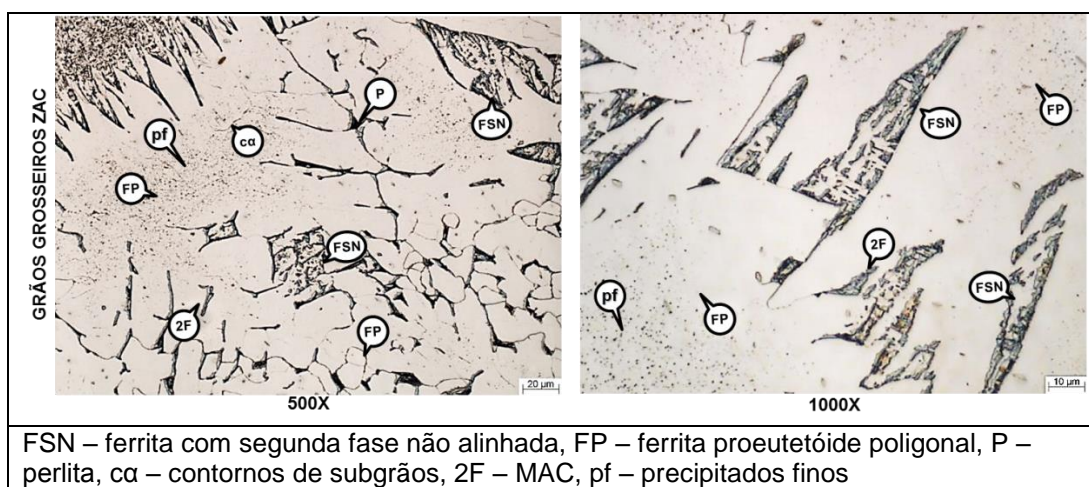 GRÃOS GROSSEIROS ZAC
P
FSN
pf
cα
FP
FSN
2F
FP
20 µm
500X
FP
FSN
2F
FSN
pf
FP
10 µm
1000X
FSN – ferrita com segunda fase não alinhada, FP – ferrita proeutetóide poligonal, P –
perlita, cα – contornos de subgrãos, 2F – MAC, pf – precipitados finos